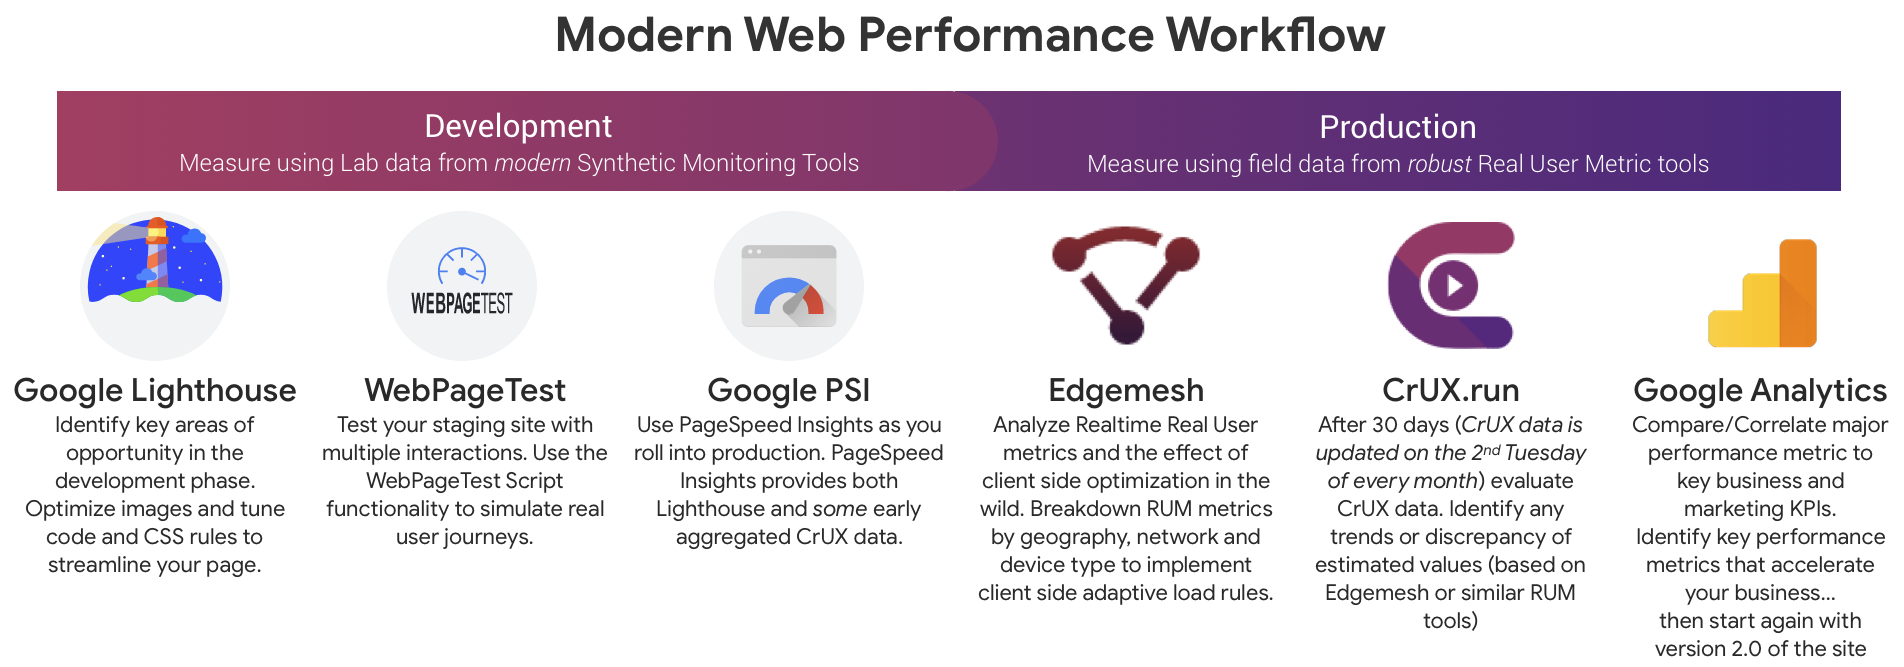 Modern Web Performance Workflow
Development
Measure using Lab data from modern Synthetic Monitoring Tools
Production
Measure using field data from robust Real User Metric tools
WEBPAGETEST
Google Lighthouse
Identify key areas of
opportunity in the
development phase.
Optimize images and tune
code and CSS rules to
streamline your page.
WebPageTest
Test your staging site with
multiple interactions. Use the
WebPageTest Script
functionality to simulate real
user journeys.
Google PSI
Use PageSpeed Insights as you
roll into production. PageSpeed
Insights provides both
Lighthouse and some early
aggregated CrUX data.
Edgemesh
Analyze Realtime Real User
metrics and the effect of
client side optimization in the
wild. Breakdown RUM metrics
by geography, network and
device type to implement
client side adaptive load rules.
CrUX.run
After 30 days (CrUX data is
updated on the 2nd Tuesday
of every month) evaluate
CrUX data. Identify any
trends or discrepancy of
estimated values (based on
Edgemesh or similar RUM
tools)
Google Analytics
Compare/Correlate major
performance metric to
key business and
marketing KPIs.
Identify key performance
metrics that accelerate
your business...
then start again with
version 2.0 of the site